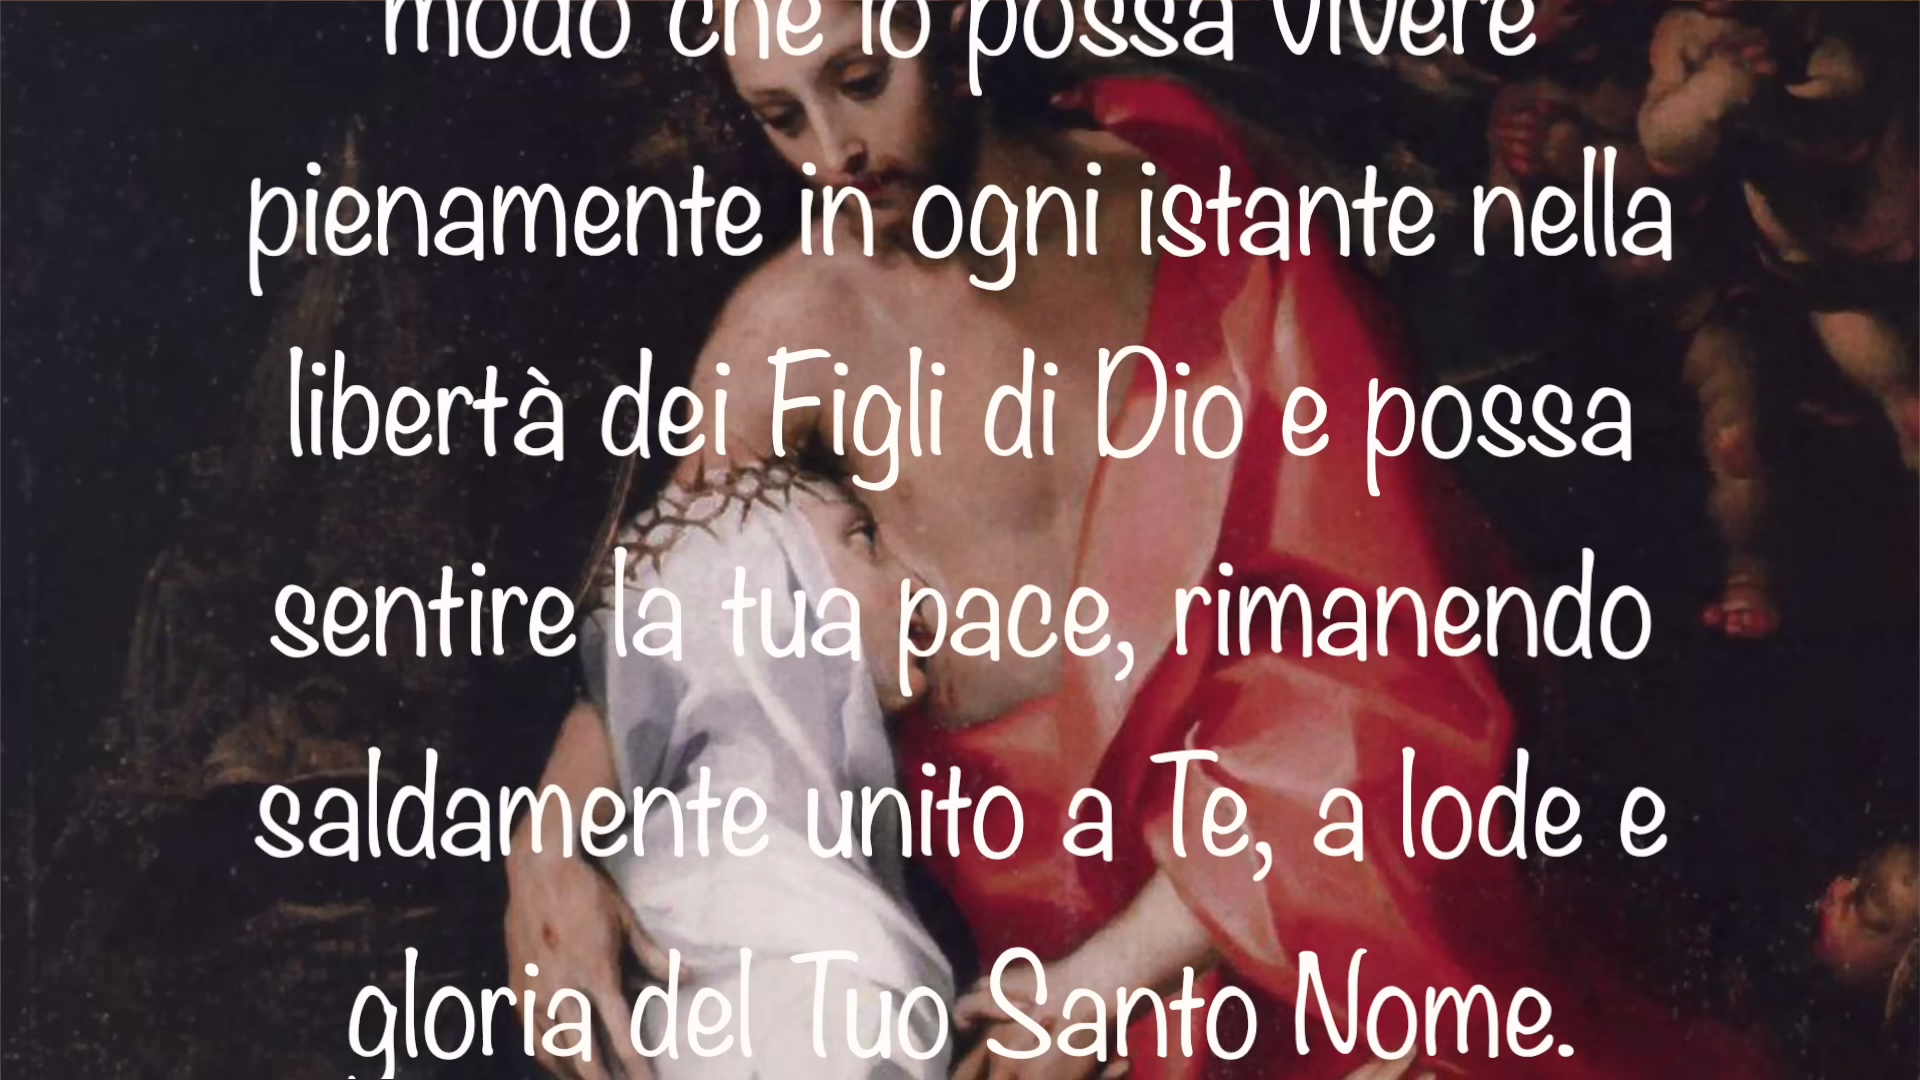 modo che io possa vivere
pienamente in ogni istante nella
libertà dei Figli di Dio e possa
sentire la tua pace, rimanendo
saldamente unito a Te, a lode e
gloria del Tuo Santo Nome.